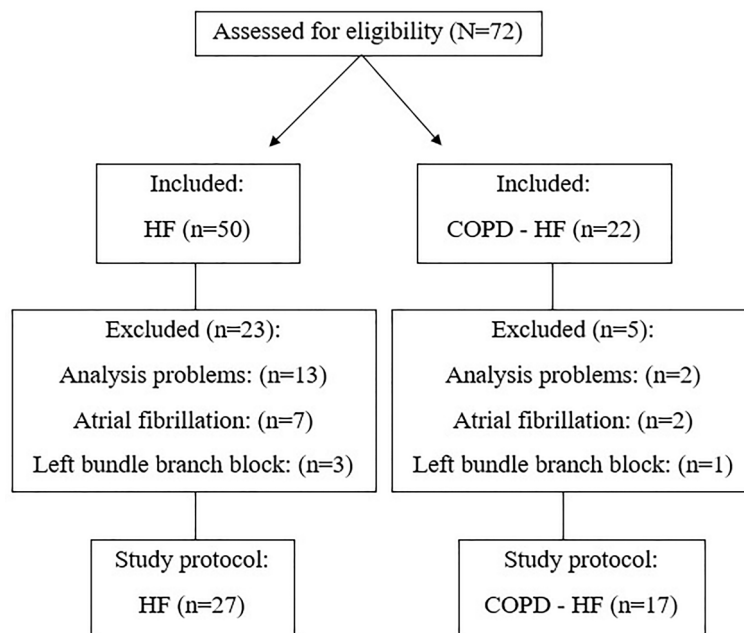 Assessed for eligibility (N=72)
Included:
HF (n=50)
Included:
COPD - HF (n=22)
Excluded (n=23):
Analysis problems: (n=13)
Atrial fibrillation: (n=7)
Left bundle branch block: (n=3)
Excluded (n=5):
Analysis problems: (n=2)
Atrial fibrillation: (n=2)
Left bundle branch block: (n=1)
Study protocol:
HF (n=27)
Study protocol:
COPD - HF (n=17)